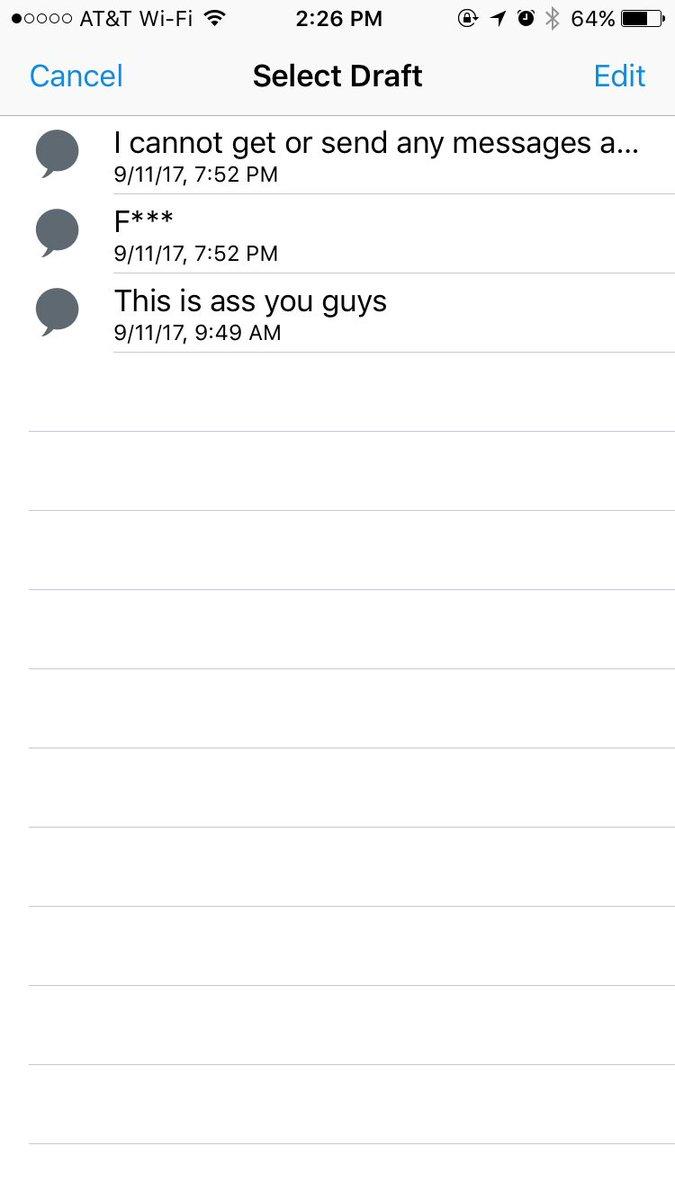 AT&T Wi-Fi 2:26 PM 64%
Cancel Select Draft Edit
I cannot get or send any messages a...
9/11/17, 7:52 PM
F***
9/11/17, 7:52 PM
This is ass you guys
9/11/17, 9:49 AM